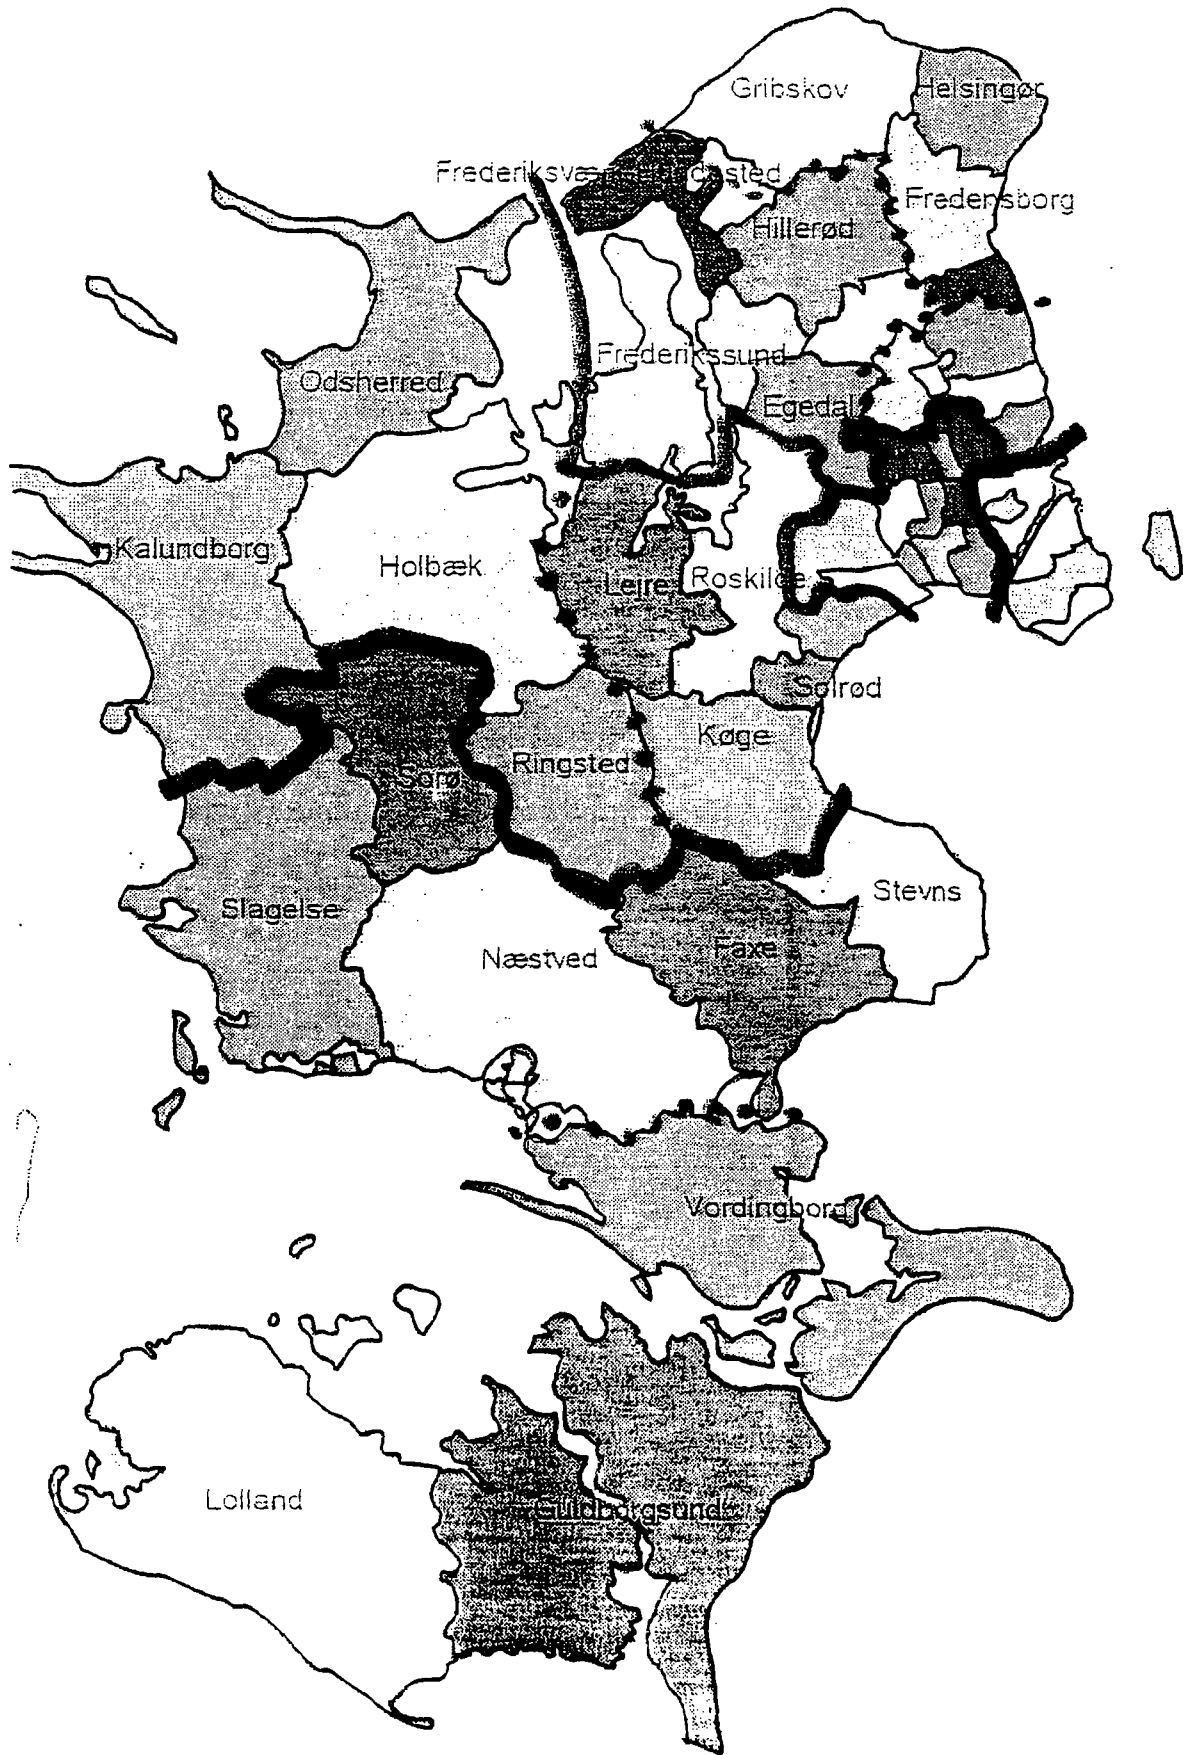 Gribskov
Helsingør
Fredensborg
Hillerød
Frederikssund
Odsherred
Egedal
Kalundborg
Holbæk
Lejre
Roskilde
Solrød
Køge
Ringsted
Sorø
Stevns
Slagelse
Faxe
Næstved
Vordingborg
Lolland
Guldborgsund